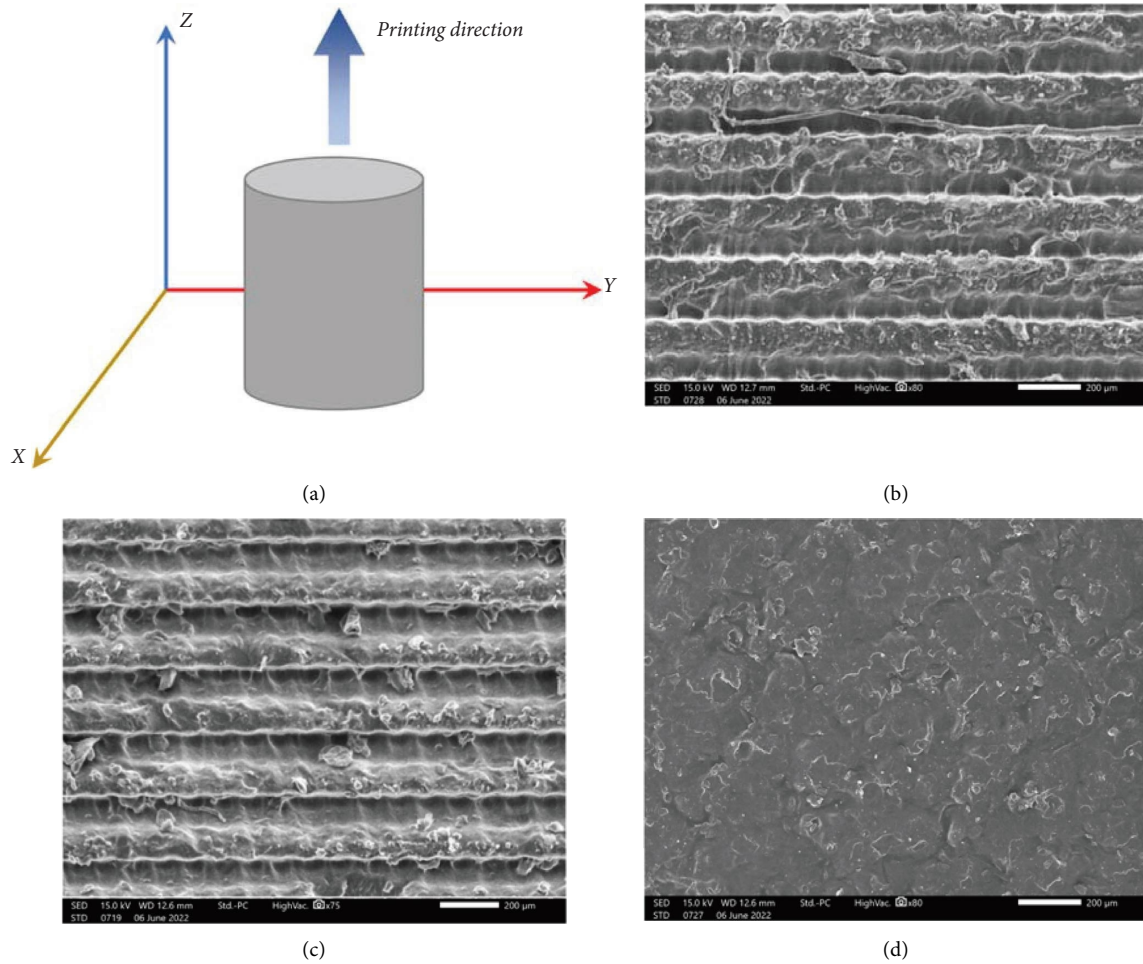 Z
Printing direction
Y
X
(a)
SED 15.0 kV WD 12.7 mm Std.-PC HighVac. x80 200 μm
STD 0728 06 June 2022
(b)
SED 15.0 kV WD 12.6 mm Std.-PC HighVac. x75 200 μm
STD 0719 06 June 2022
(c)
SED 15.0 kV WD 12.6 mm Std.-PC HighVac. x80 200 μm
STD 0727 06 June 2022
(d)